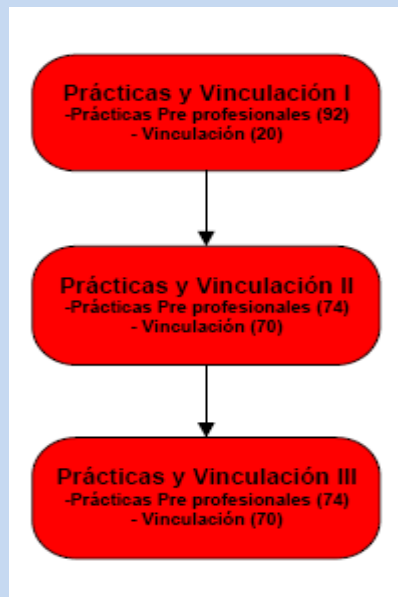 Prácticas y Vinculación I
-Prácticas Pre profesionales (92)
- Vinculación (20)
Prácticas y Vinculación II
-Prácticas Pre profesionales (74)
- Vinculación (70)
Prácticas y Vinculación III
-Prácticas Pre profesionales (74)
- Vinculación (70)